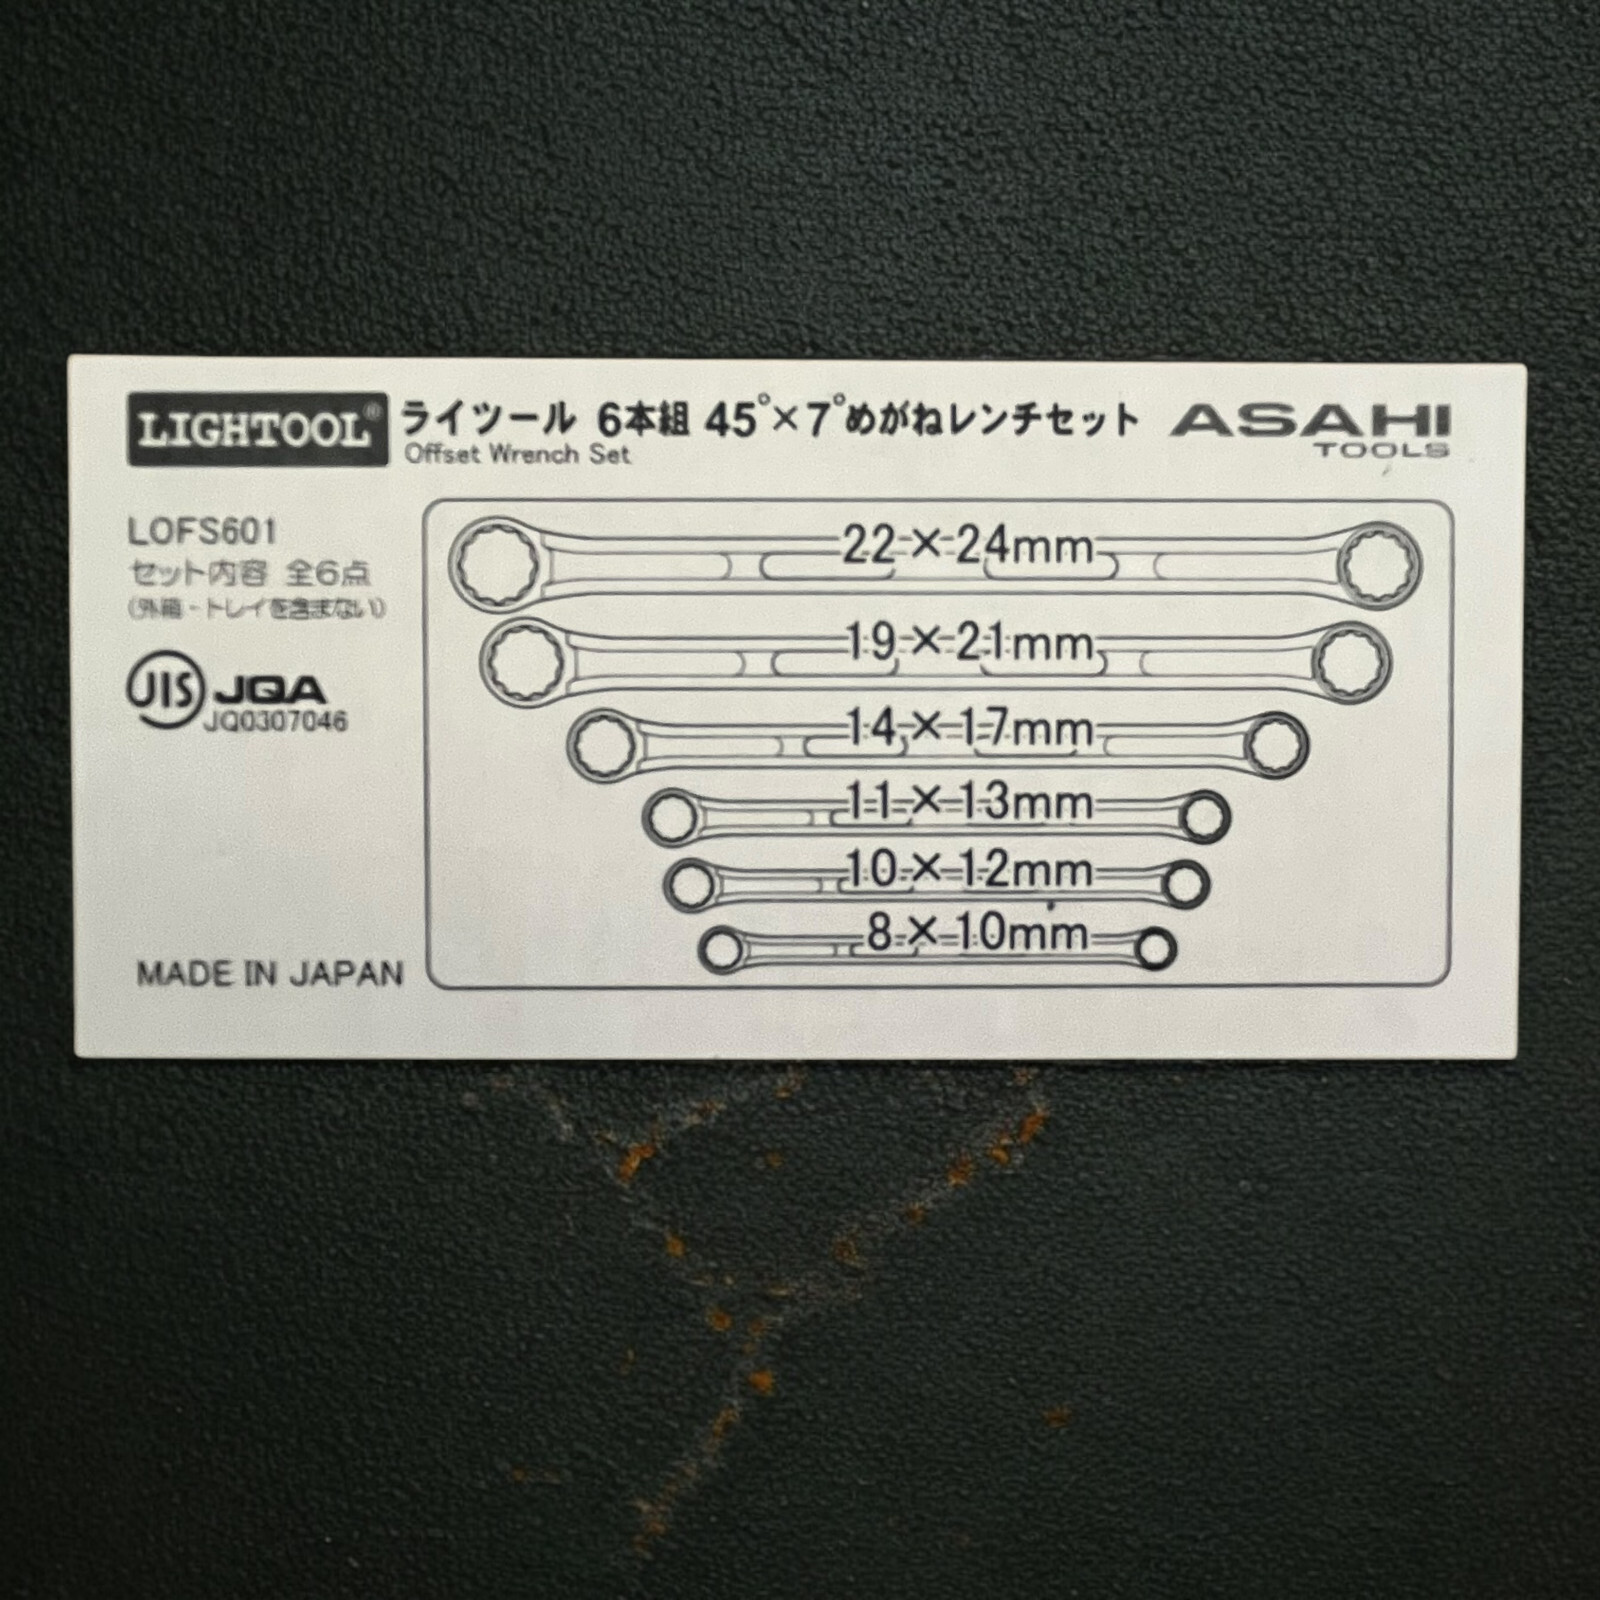 LIGHTOOL® ライツール 6本組 45°×7°めがねレンチセット ASAHI
Offset Wrench Set TOOLS
LOFS601
セット内容 全6点
(外箱・トレイを含まない)
JIS JQA
JQ0307046
MADE IN JAPAN
22×24mm
19×21mm
14×17mm
11×13mm
10×12mm
8×10mm